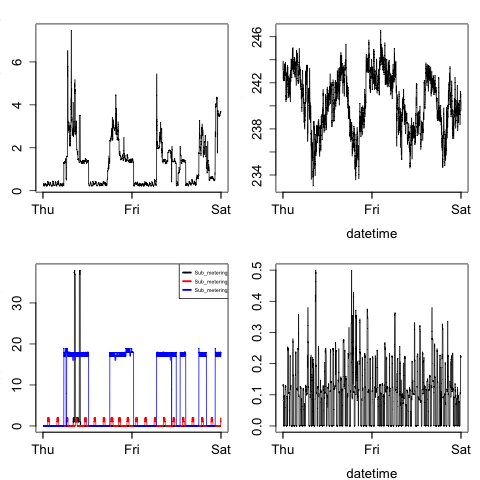 6
4
2
0
Thu Fri Sat
246
242
238
234
Thu Fri Sat
datetime
30
20
10
0
Sub_metering
Sub_metering
Sub_metering
Thu Fri Sat
0.5
0.4
0.3
0.2
0.1
0.0
Thu Fri Sat
datetime